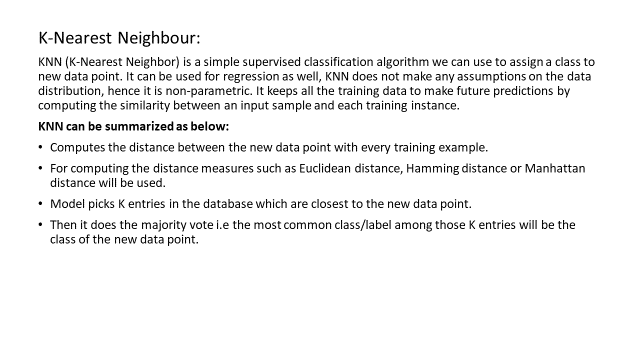 K-Nearest Neighbour:
KNN (K-Nearest Neighbor) is a simple supervised classification algorithm we can use to assign a class to
new data point. It can be used for regression as well, KNN does not make any assumptions on the data
distribution, hence it is non-parametric. It keeps all the training data to make future predictions by
computing the similarity between an input sample and each training instance.
KNN can be summarized as below:
• Computes the distance between the new data point with every training example.
• For computing the distance measures such as Euclidean distance, Hamming distance or Manhattan
distance will be used.
• Model picks K entries in the database which are closest to the new data point.
• Then it does the majority vote i.e the most common class/label among those K entries will be the
class of the new data point.